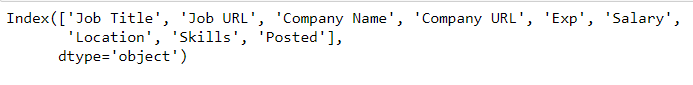 Index(['Job Title', 'Job URL', 'Company Name', 'Company URL', 'Exp', 'Salary',
'Location', 'Skills', 'Posted'],
dtype='object')